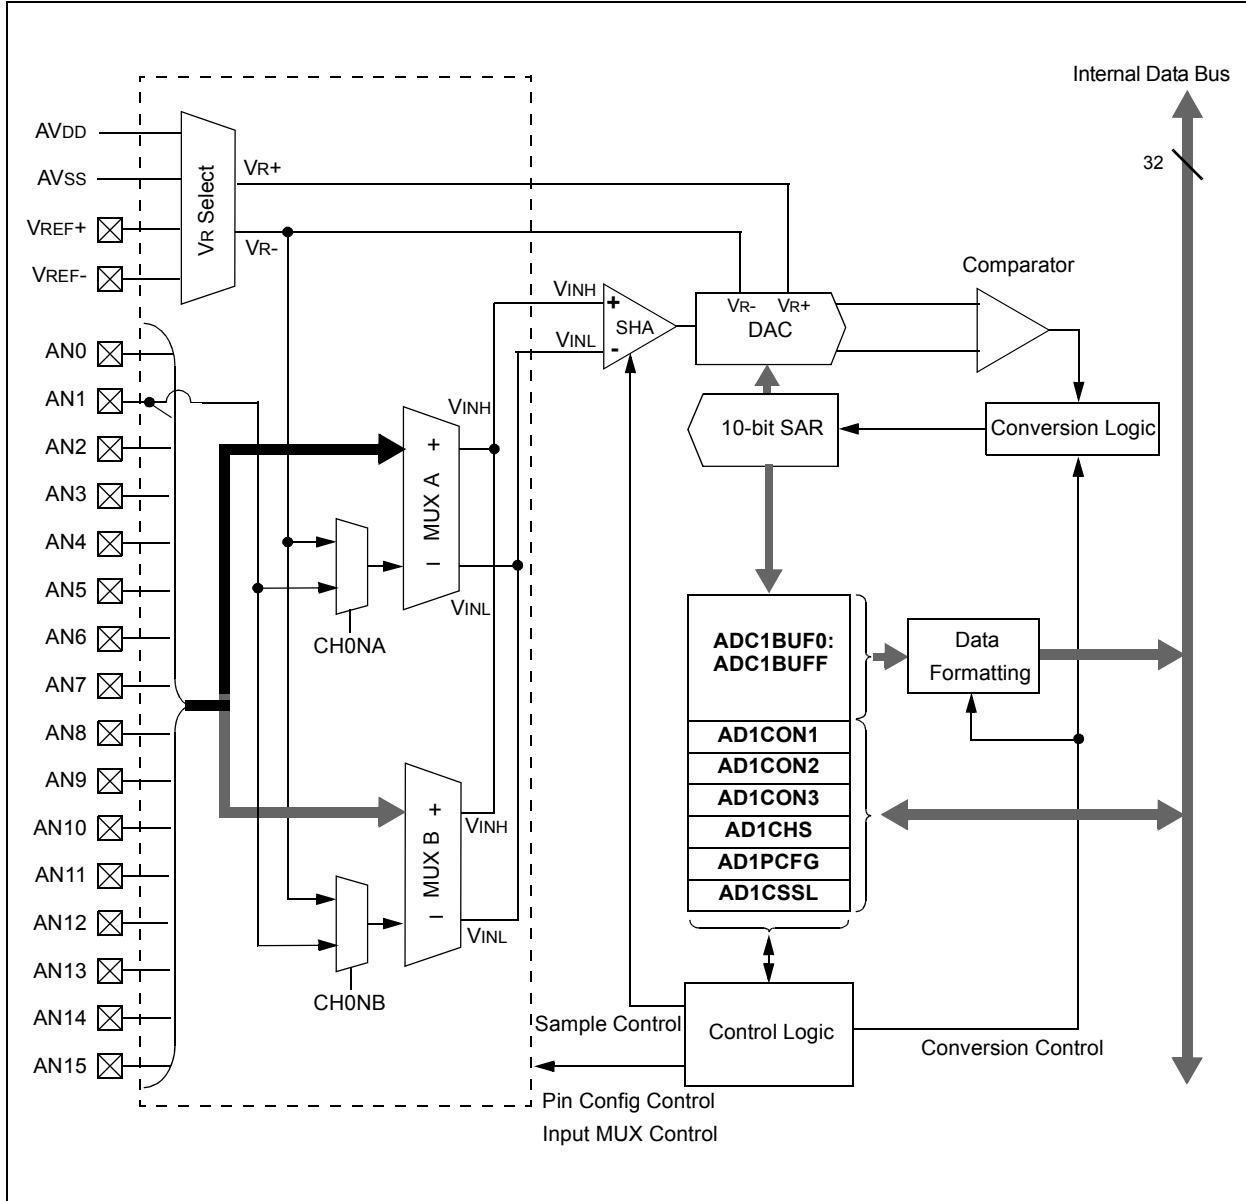 Internal Data Bus
32
AVDD
AVSS
VREF+
VREF-
VR Select
VR+
VR-
AN0
AN1
AN2
AN3
AN4
AN5
AN6
AN7
AN8
AN9
AN10
AN11
AN12
AN13
AN14
AN15
VINH
VINL
+
-
SHA
VR- VR+
DAC
Comparator
10-bit SAR
Conversion Logic
VINH
+
MUX A
–
VINL
CH0NA
+
MUX B
–
VINH
VINL
CH0NB
ADC1BUF0:
ADC1BUFF
Data
Formatting
AD1CON1
AD1CON2
AD1CON3
AD1CHS
AD1PCFG
AD1CSSL
Sample Control
Control Logic
Conversion Control
Pin Config Control
Input MUX Control